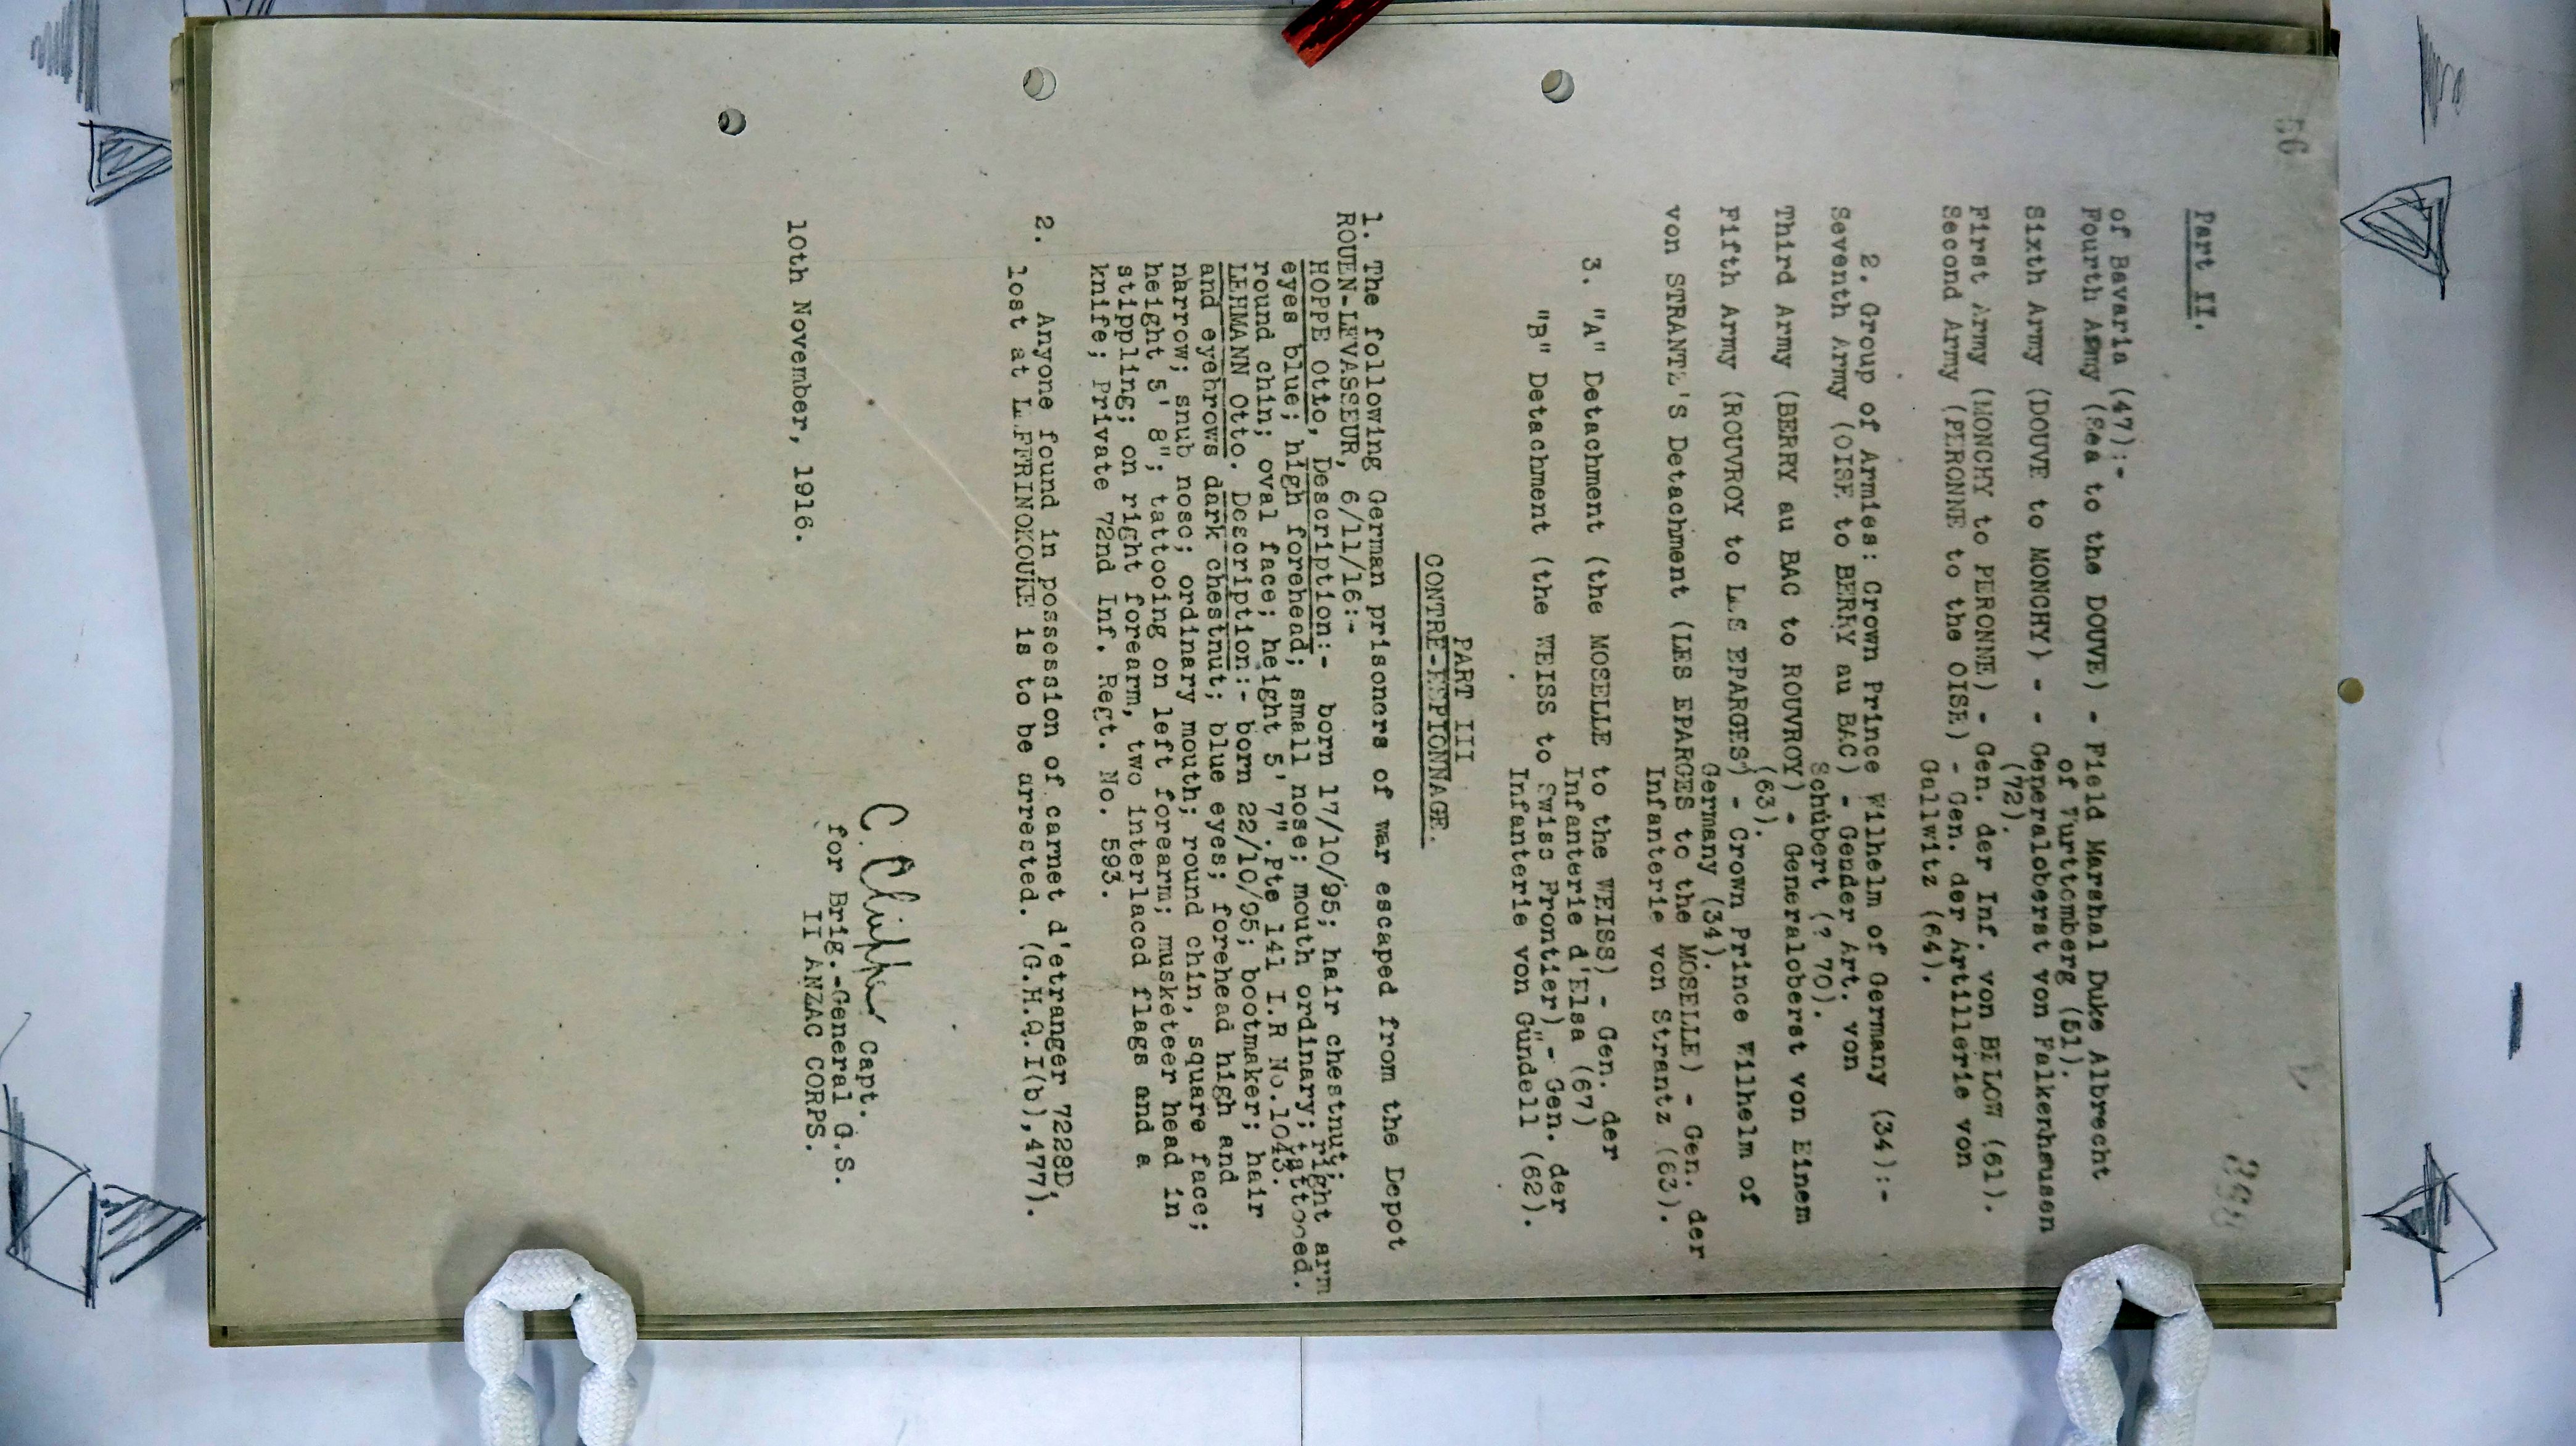 56
Part II.
of Bavaria (47):-
Fourth Army (Sea to the DOUVE) - Field Marshal Duke Albrecht
of Wurttemberg (51).
Sixth Army (DOUVE to MONCHY) - - Generaloberst von Falkenhausen
(72).
First Army (MONCHY to PERONNE) - Gen. der Inf. von BELOW (61).
Second Army (PERONNE to the OISE) - Gen. der Artillerie von
Gallwitz (64).
2. Group of Armies: Crown Prince Wilhelm of Germany (34):-
Seventh Army (OISE to BERRY au BAC) - Gender Art. von
Schubert (? 70).
Third Army (BERRY au BAC to ROUVROY) - Generaloberst von Einem
(63).
Fifth Army (ROUVROY to LES EPARGES) - Crown Prince Wilhelm of
Germany (34).
von STRANTZ'S Detachment (LES EPARGES to the MOSELLE) - Gen. der
Infanterie von Strantz (63).
3. "A" Detachment (the MOSELLE to the WEISS) - Gen. der
Infanterie d'Elsa (67)
"B" Detachment (the WEISS to Swiss Frontier)"- Gen. der
Infanterie von Gündell (62).
PART III
CONTRE-ESPIONNAGE.
1. The following German prisoners of war escaped from the Depot
ROUEN-LEVASSEUR, 6/11/16:-
HOPPE Otto, Description:- born 17/10/95; hair chestnut; right arm
eyes blue; high forehead; small nose; mouth ordinary; tattooed.
round chin; oval face; height 5' 7". Pte 141 I.R No.1043.
LEHMANN Otto. Description:- born 22/10/95; bootmaker; hair
and eyebrows dark chestnut; blue eyes; forehead high and
narrow; snub nose; ordinary mouth; round chin, square face;
height 5' 8"; tattooing on left forearm; musketeer head in
stippling; on right forearm, two interlaced flags and a
knife; Private 72nd Inf. Regt. No. 593.
2. Anyone found in possession of carnet d'etranger 7228D,
lost at LEFFRINOKOUKE is to be arrested. (G.H.Q.I(b),477).
Capt.
for Brig.-General G.S.
II ANZAC CORPS.
10th November, 1916.